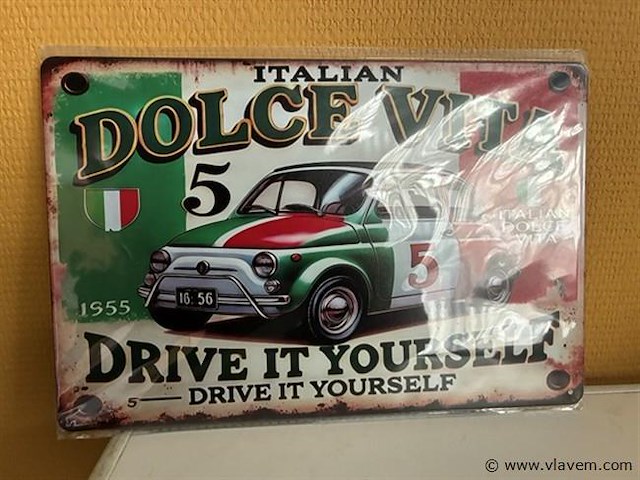 ITALIAN
DOLCE VITA
5
ITALIAN
DOLCE
VITA
5
16 56
1955
DRIVE IT YOURSELF
5 — DRIVE IT YOURSELF
© www.vlavem.com